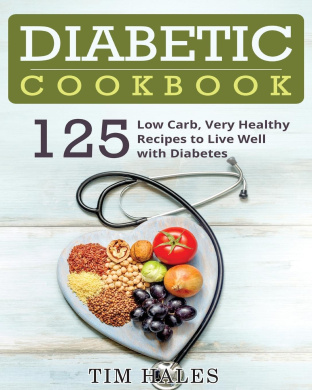 DIABETIC
COOKBOOK
125
Low Carb, Very Healthy
Recipes to Live Well
with Diabetes
TIM HALES